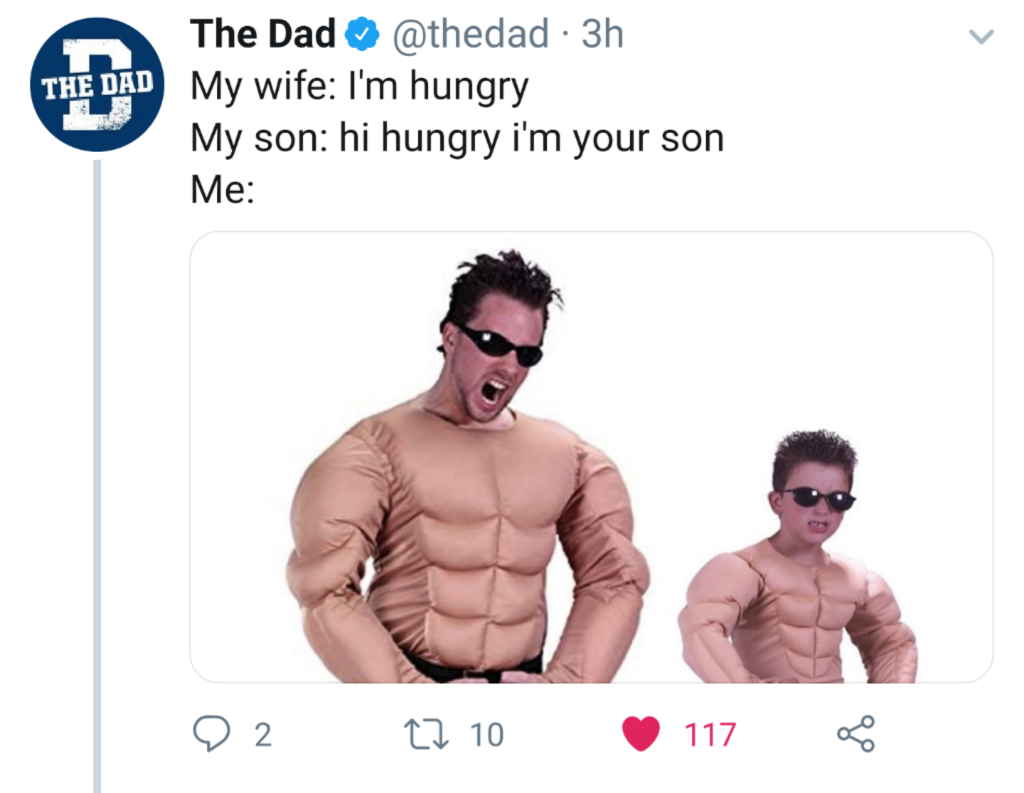 The Dad @thedad · 3h
THE DAD
D
My wife: I'm hungry
My son: hi hungry i'm your son
Me:
2 10 117